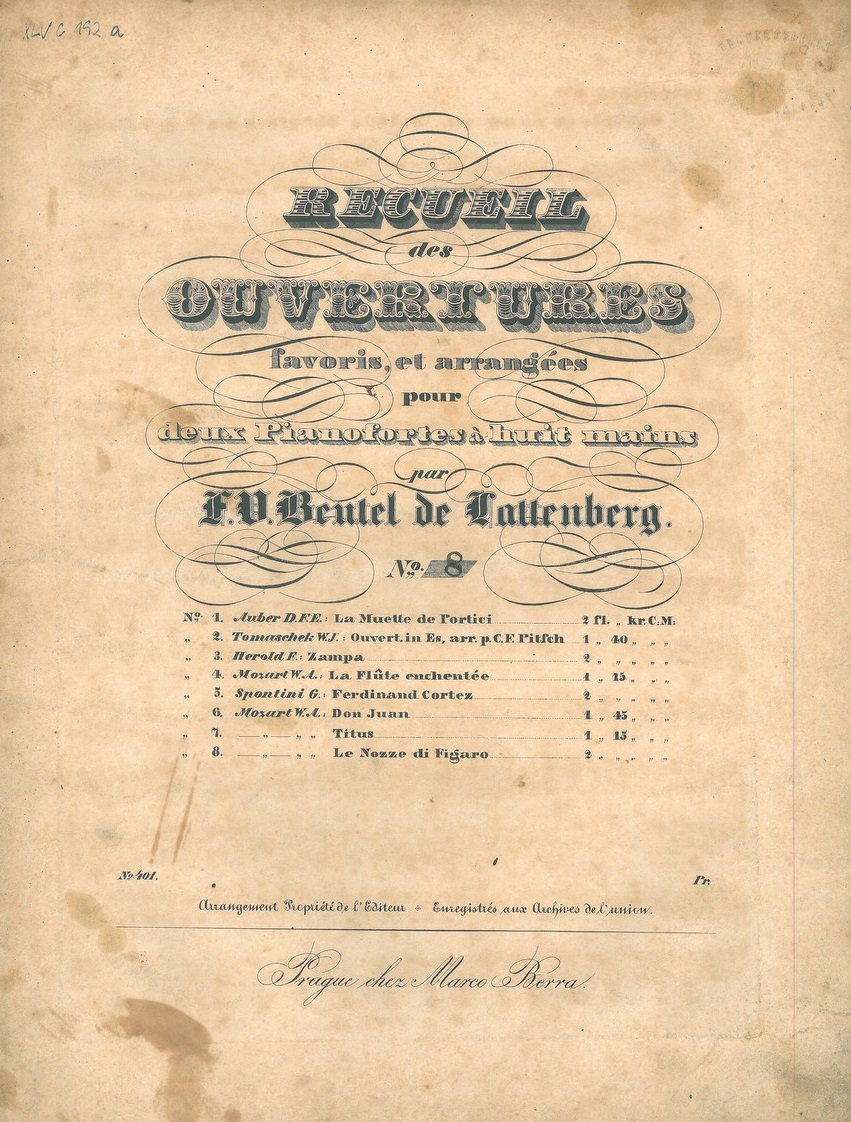 XLV C 192 a
RECUEIL
des
OUVERTURES
favoris, et arrangées
pour
deux Pianofortes à huit mains
par
F.V. Beutel de Lattenberg.
No. 8
No. 1. Auber D.F.E.: La Muette de Portici 2 fl. „ kr. C:M:
„ 2. Tomaschek W.J.: Ouvert. in Es, arr. p. C.F. Pitsch 1 „ 40 „ „ „
„ 3. Herold F.: Zampa 2 „ „ „ „
„ 4. Mozart W.A.: La Flûte enchentée 1 „ 15 „ „ „
„ 5. Spontini G.: Ferdinand Cortez 2 „ „ „ „
„ 6. Mozart W.A.: Don Juan 1 „ 45 „ „ „
„ 7. —„— „ „ Titus 1 „ 15 „ „ „
„ 8. —„— „ „ Le Nozze di Figaro 2 „ „ „ „
No. 401. Pr.
Arrangement Propriété de l'Editeur + Enregistrés aux Archives de l'union.
Prague chez Marco Berra.